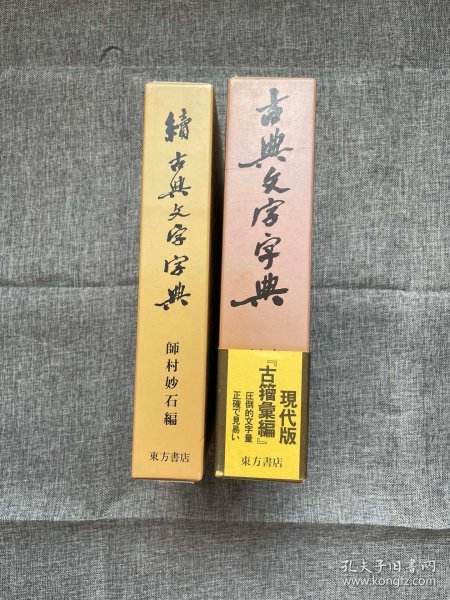 續古典文字字典
師村妙石編
東方書店
古典文字字典
現代版
『古籀彙編』
圧倒的文字量
正確で見易い
東方書店
孔夫子旧书网
www.kongfz.com